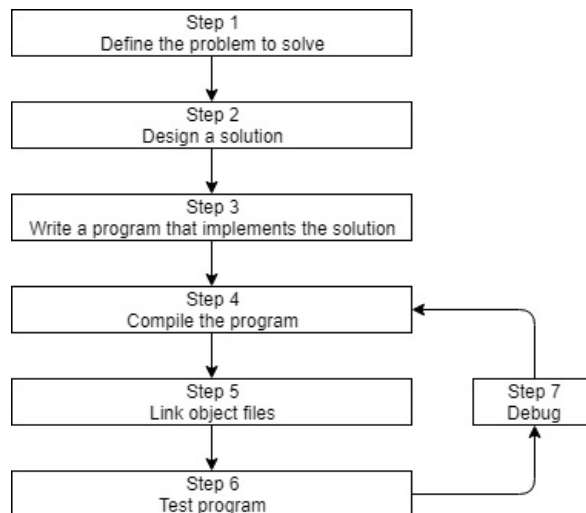 Step 1
Define the problem to solve
Step 2
Design a solution
Step 3
Write a program that implements the solution
Step 4
Compile the program
Step 5
Link object files
Step 7
Debug
Step 6
Test program